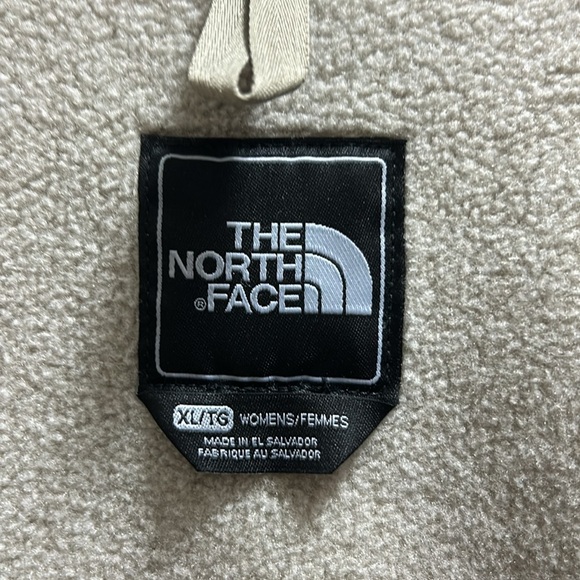 THE
NORTH
® FACE
XL/TG WOMENS/FEMMES
MADE IN EL SALVADOR
FABRIQUE AU SALVADOR